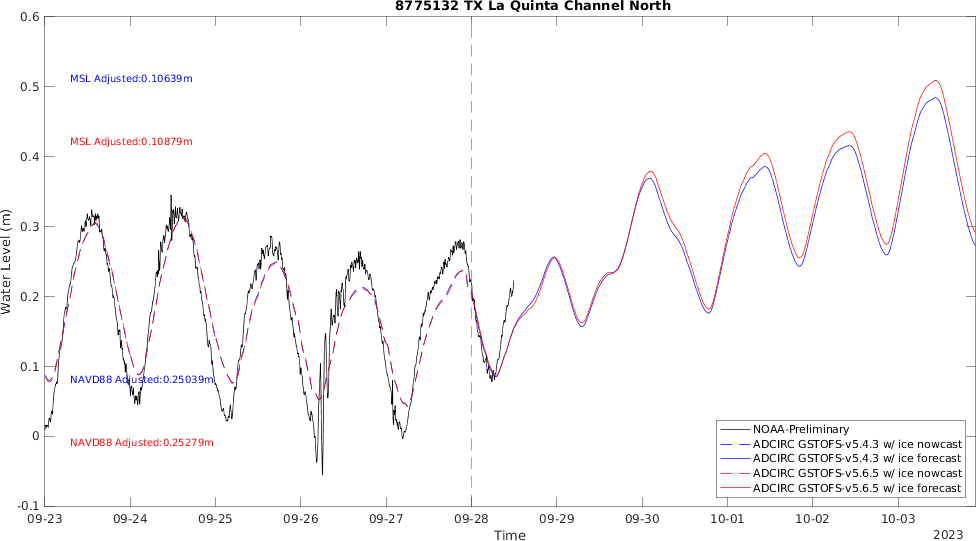 8775132 TX La Quinta Channel North
0.6
0.5
0.4
0.3
0.2
0.1
0
-0.1
Water Level (m)
MSL Adjusted:0.10639m
MSL Adjusted:0.10879m
NAVD88 Adjusted:0.25039m
NAVD88 Adjusted:0.25279m
NOAA-Preliminary
ADCIRC GSTOFS-v5.4.3 w/ ice nowcast
ADCIRC GSTOFS-v5.4.3 w/ ice forecast
ADCIRC GSTOFS-v5.6.5 w/ ice nowcast
ADCIRC GSTOFS-v5.6.5 w/ ice forecast
09-23 09-24 09-25 09-26 09-27 09-28 09-29 09-30 10-01 10-02 10-03
Time
2023